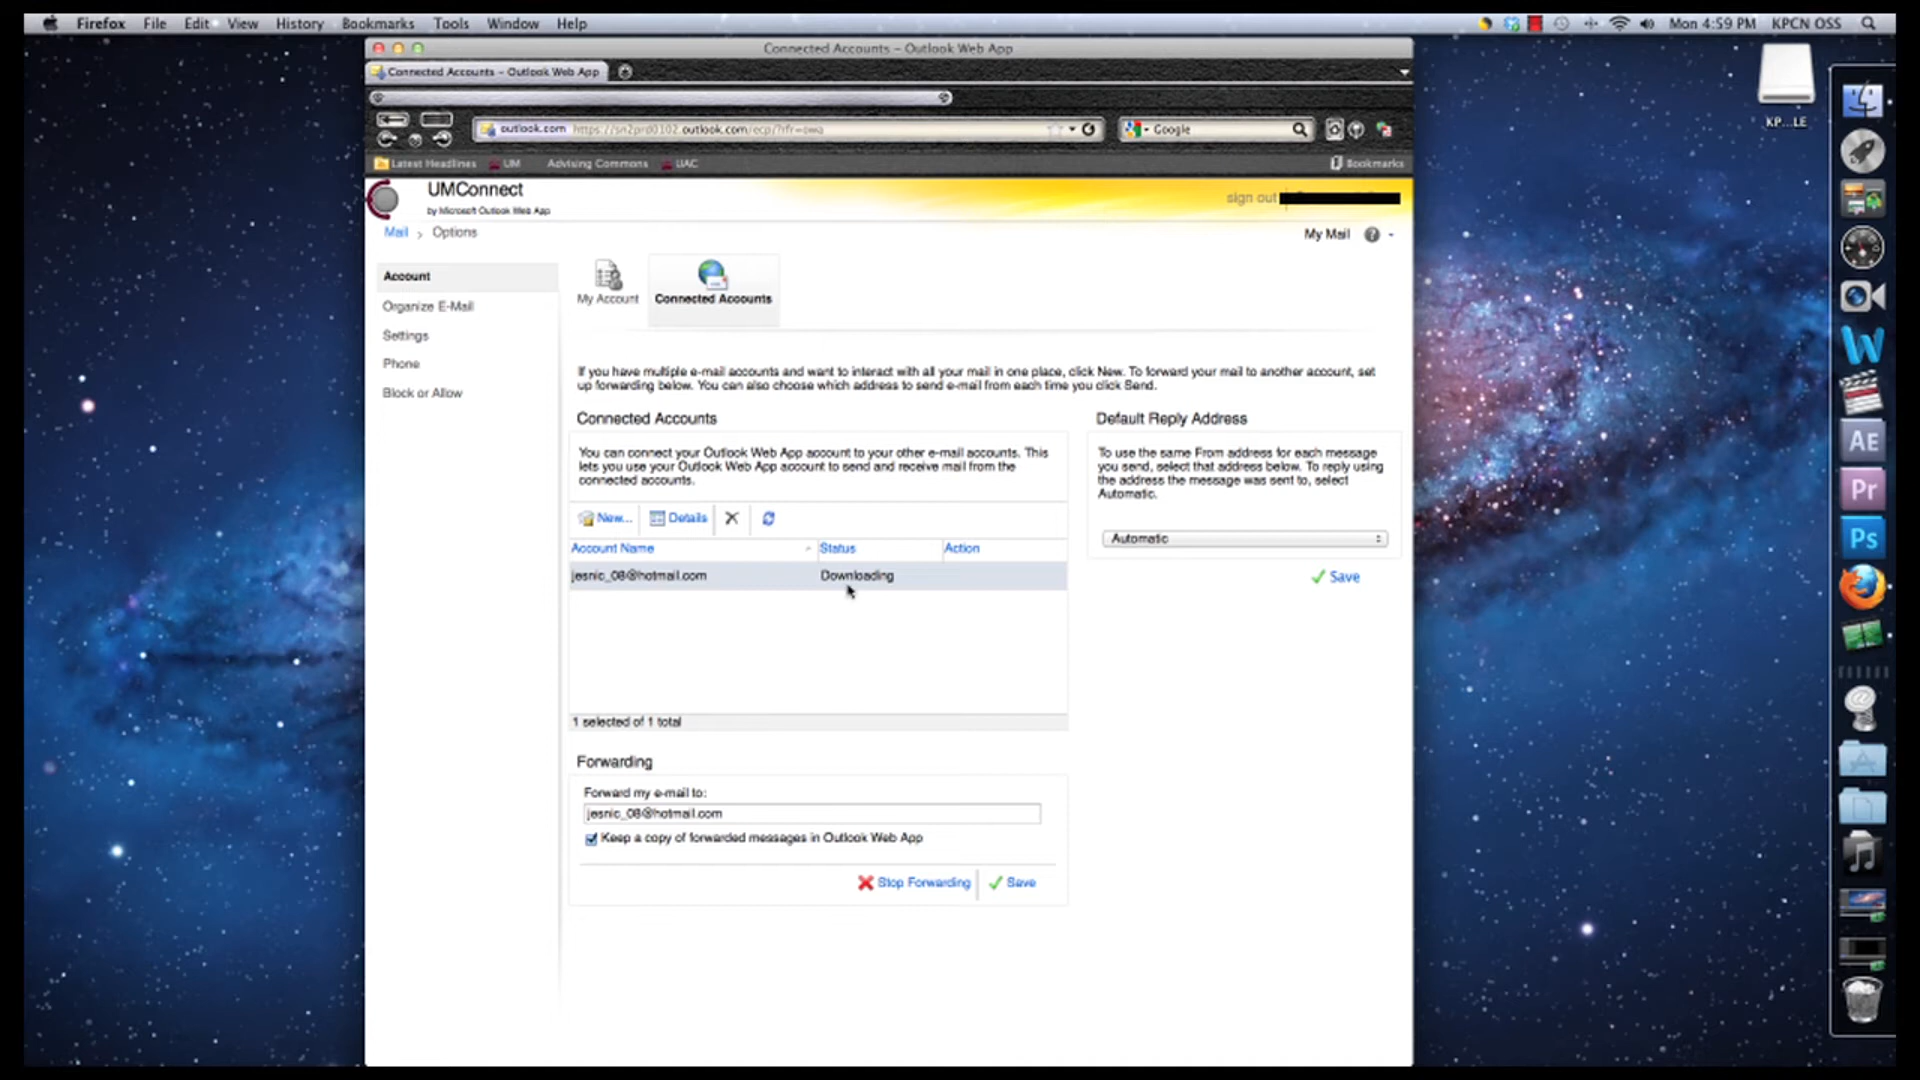 Firefox File Edit View History Bookmarks Tools Window Help
Mon 4:59 PM KPCN OSS
Connected Accounts – Outlook Web App
Connected Accounts – Outlook Web App
outlook.com https://sn2prd0102.outlook.com/ecp/?rfr=owa
Google
Latest Headlines UM Advising Commons UAC Bookmarks
KP...LE
UMConnect
by Microsoft Outlook Web App
sign out
Mail > Options
My Mail
Account
Organize E-Mail
Settings
Phone
Block or Allow
My Account
Connected Accounts
If you have multiple e-mail accounts and want to interact with all your mail in one place, click New. To forward your mail to another account, set
up forwarding below. You can also choose which address to send e-mail from each time you click Send.
Connected Accounts
You can connect your Outlook Web App account to your other e-mail accounts. This
lets you use your Outlook Web App account to send and receive mail from the
connected accounts.
New... Details
Account Name Status Action
jesnic_08@hotmail.com Downloading
1 selected of 1 total
Default Reply Address
To use the same From address for each message
you send, select that address below. To reply using
the address the message was sent to, select
Automatic.
Automatic
Save
Forwarding
Forward my e-mail to:
jesnic_08@hotmail.com
Keep a copy of forwarded messages in Outlook Web App
Stop Forwarding Save
AE
Pr
Ps